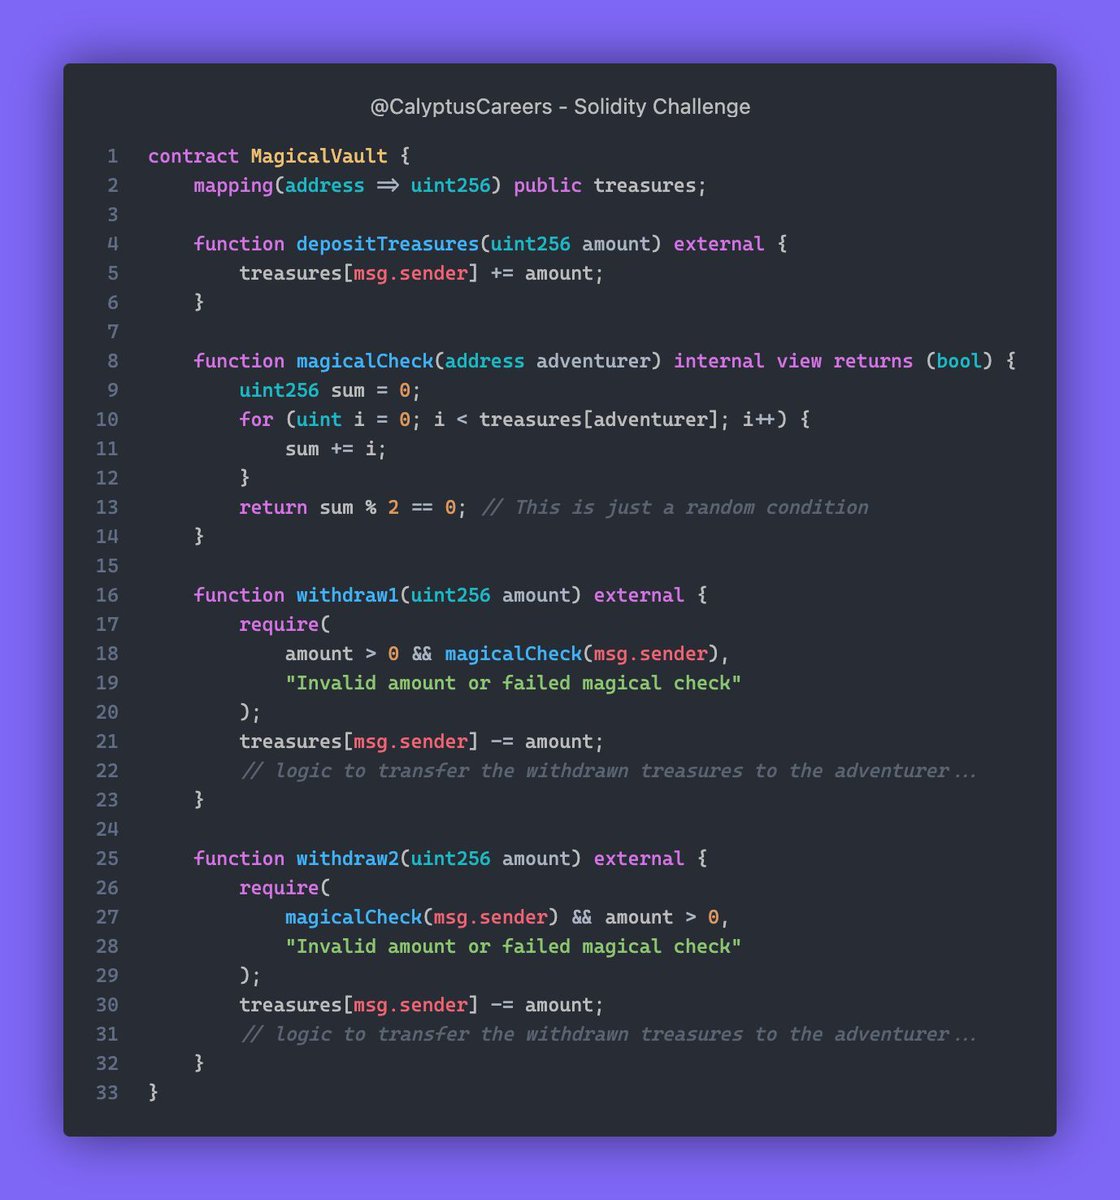 @CalyptusCareers - Solidity Challenge
1 contract MagicalVault {
2 mapping(address => uint256) public treasures;
3
4 function depositTreasures(uint256 amount) external {
5 treasures[msg.sender] += amount;
6 }
7
8 function magicalCheck(address adventurer) internal view returns (bool) {
9 uint256 sum = 0;
10 for (uint i = 0; i < treasures[adventurer]; i++) {
11 sum += i;
12 }
13 return sum % 2 == 0; // This is just a random condition
14 }
15
16 function withdraw1(uint256 amount) external {
17 require(
18 amount > 0 && magicalCheck(msg.sender),
19 "Invalid amount or failed magical check"
20 );
21 treasures[msg.sender] -= amount;
22 // logic to transfer the withdrawn treasures to the adventurer...
23 }
24
25 function withdraw2(uint256 amount) external {
26 require(
27 magicalCheck(msg.sender) && amount > 0,
28 "Invalid amount or failed magical check"
29 );
30 treasures[msg.sender] -= amount;
31 // logic to transfer the withdrawn treasures to the adventurer...
32 }
33 }